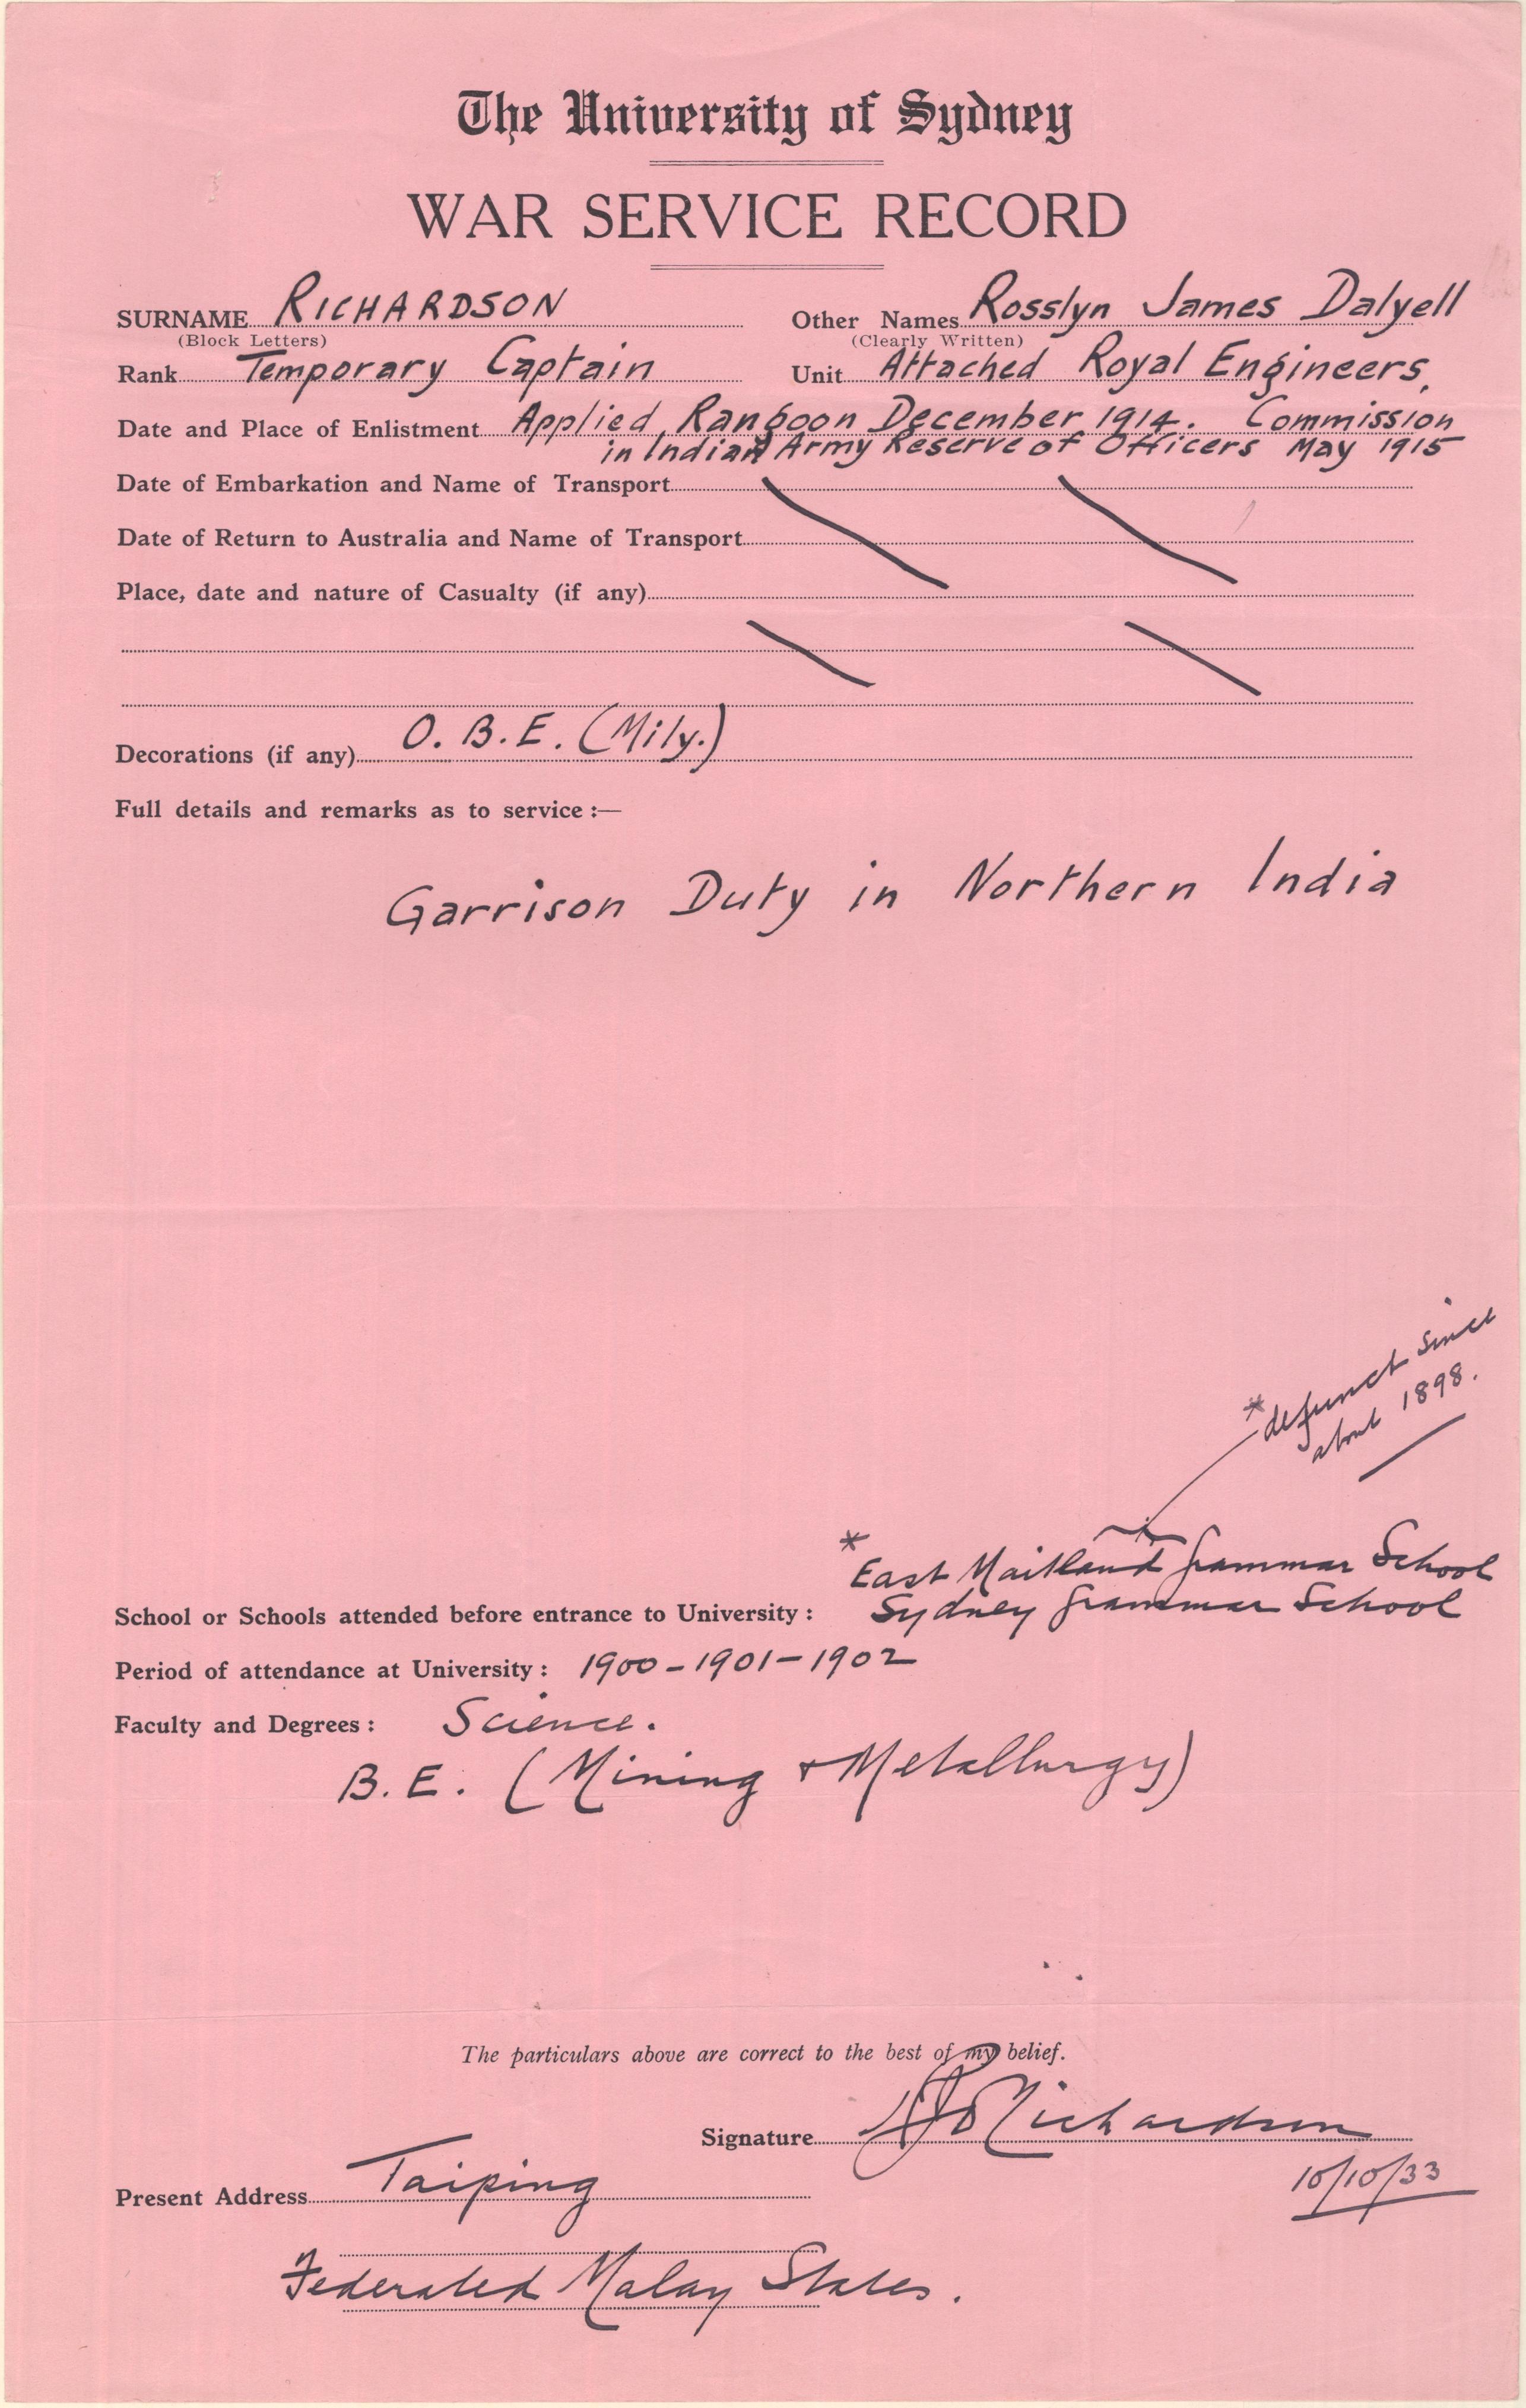 The University of Sydney
WAR SERVICE RECORD
SURNAME RICHARDSON Other Names Rosslyn James Dalyell
(Block Letters) (Clearly Written)
Rank Temporary Captain Unit Attached Royal Engineers,
Date and Place of Enlistment Applied Rangoon December 1914. Commission
in Indian Army Reserve of Officers May 1915
Date of Embarkation and Name of Transport
Date of Return to Australia and Name of Transport
Place, date and nature of Casualty (if any)
Decorations (if any) O. B. E. (Mily.)
Full details and remarks as to service :—
Garrison Duty in Northern India
* defunct since
about 1898.
* East Maitland Grammar School
School or Schools attended before entrance to University : Sydney Grammar School
Period of attendance at University : 1900 - 1901 - 1902
Faculty and Degrees : Science.
B. E. (Mining & Metallurgy)
The particulars above are correct to the best of my belief.
Signature RJD Richardson
10/10/33
Present Address Taiping
Federated Malay States.